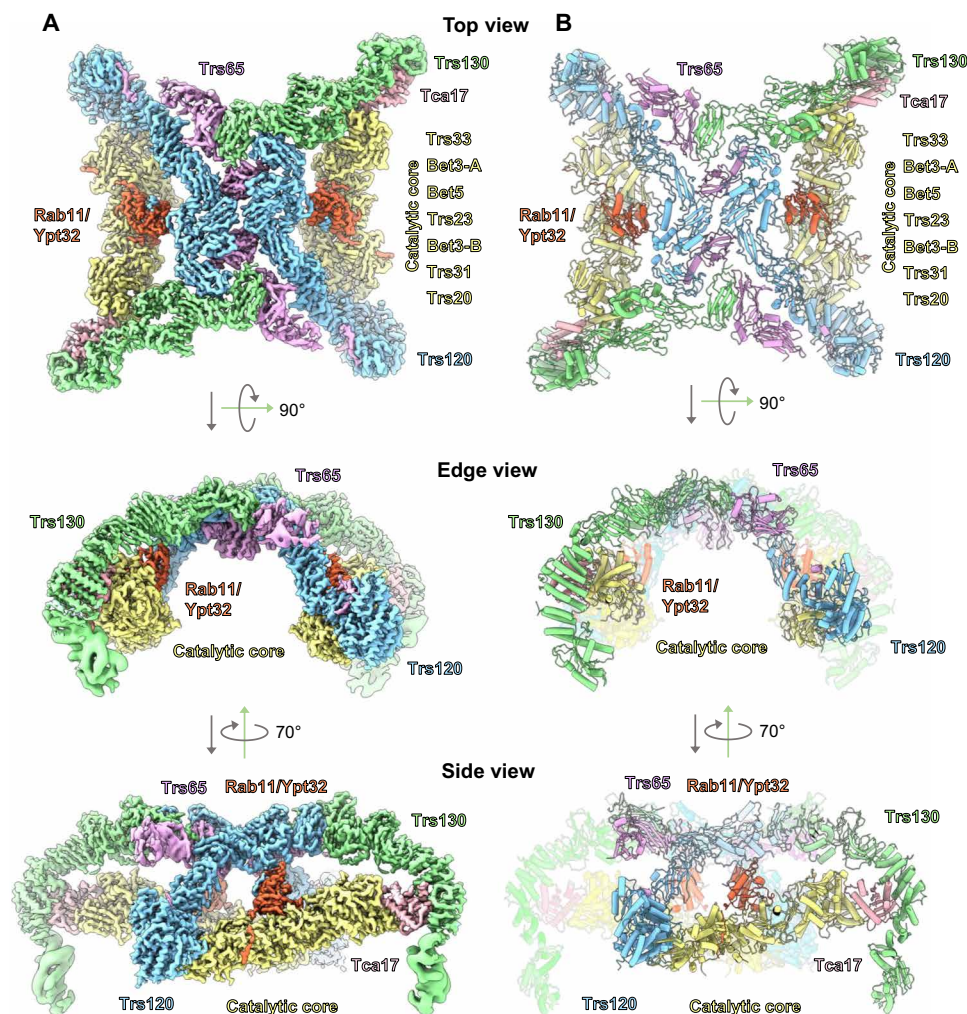 A
Top view
B
Trs65
Trs130
Tca17
Trs33
Bet3-A
Bet5
Trs23
Bet3-B
Trs31
Trs20
Catalytic core
Rab11/
Ypt32
Trs120
Trs65
Trs130
Tca17
Trs33
Bet3-A
Bet5
Trs23
Bet3-B
Trs31
Trs20
Catalytic core
Rab11/
Ypt32
Trs120
90°
90°
Edge view
Trs65
Trs130
Rab11/
Ypt32
Catalytic core
Trs120
Trs65
Trs130
Rab11/
Ypt32
Catalytic core
Trs120
70°
70°
Side view
Trs65
Rab11/Ypt32
Trs130
Tca17
Trs120
Catalytic core
Trs65
Rab11/Ypt32
Trs130
Tca17
Trs120
Catalytic core